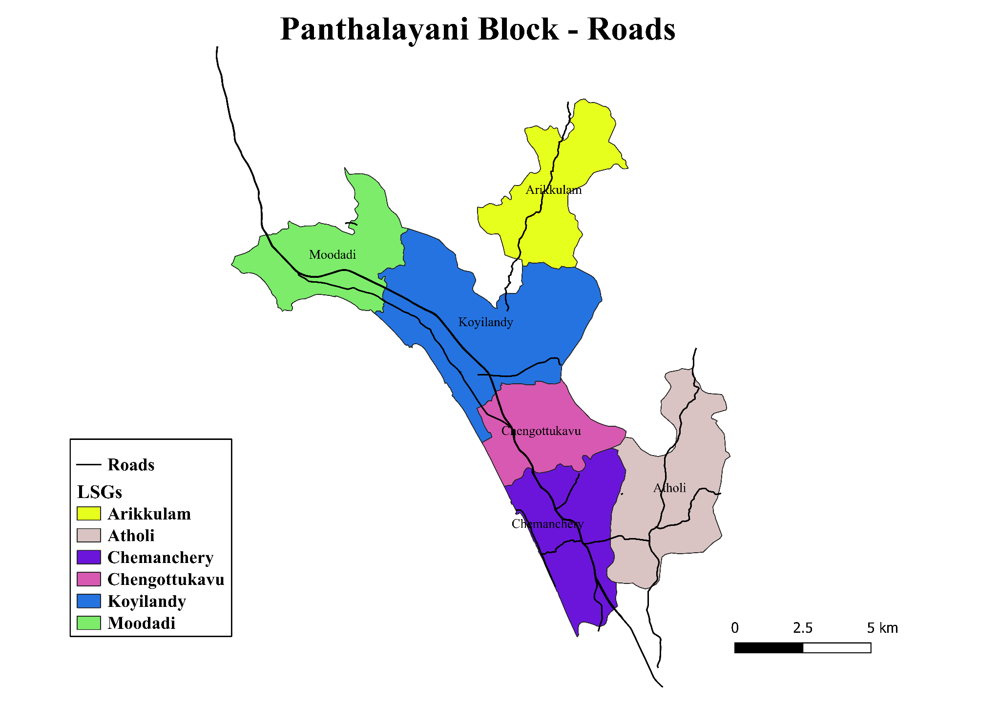 Panthalayani Block - Roads
Arikkulam
Moodadi
Koyilandy
Chengottukavu
Atholi
Chemanchery
Roads
LSGs
Arikkulam
Atholi
Chemanchery
Chengottukavu
Koyilandy
Moodadi
0 2.5 5 km